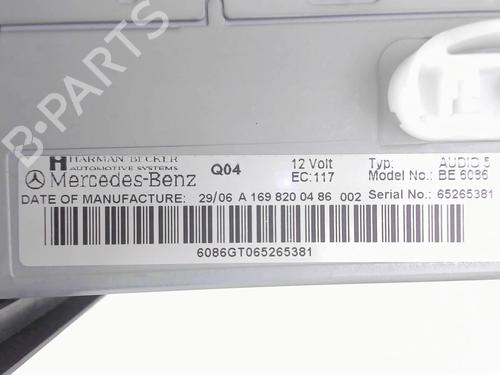 B-PARTS
HARMAN BECKER
AUTOMOTIVE SYSTEMS
Mercedes-Benz
Q04
12 Volt
EC:117
Typ: AUDIO 5
Model No.: BE 6086
DATE OF MANUFACTURE: 29/06 A 169 820 04 86 002 Serial No.: 65265381
6086GT065265381